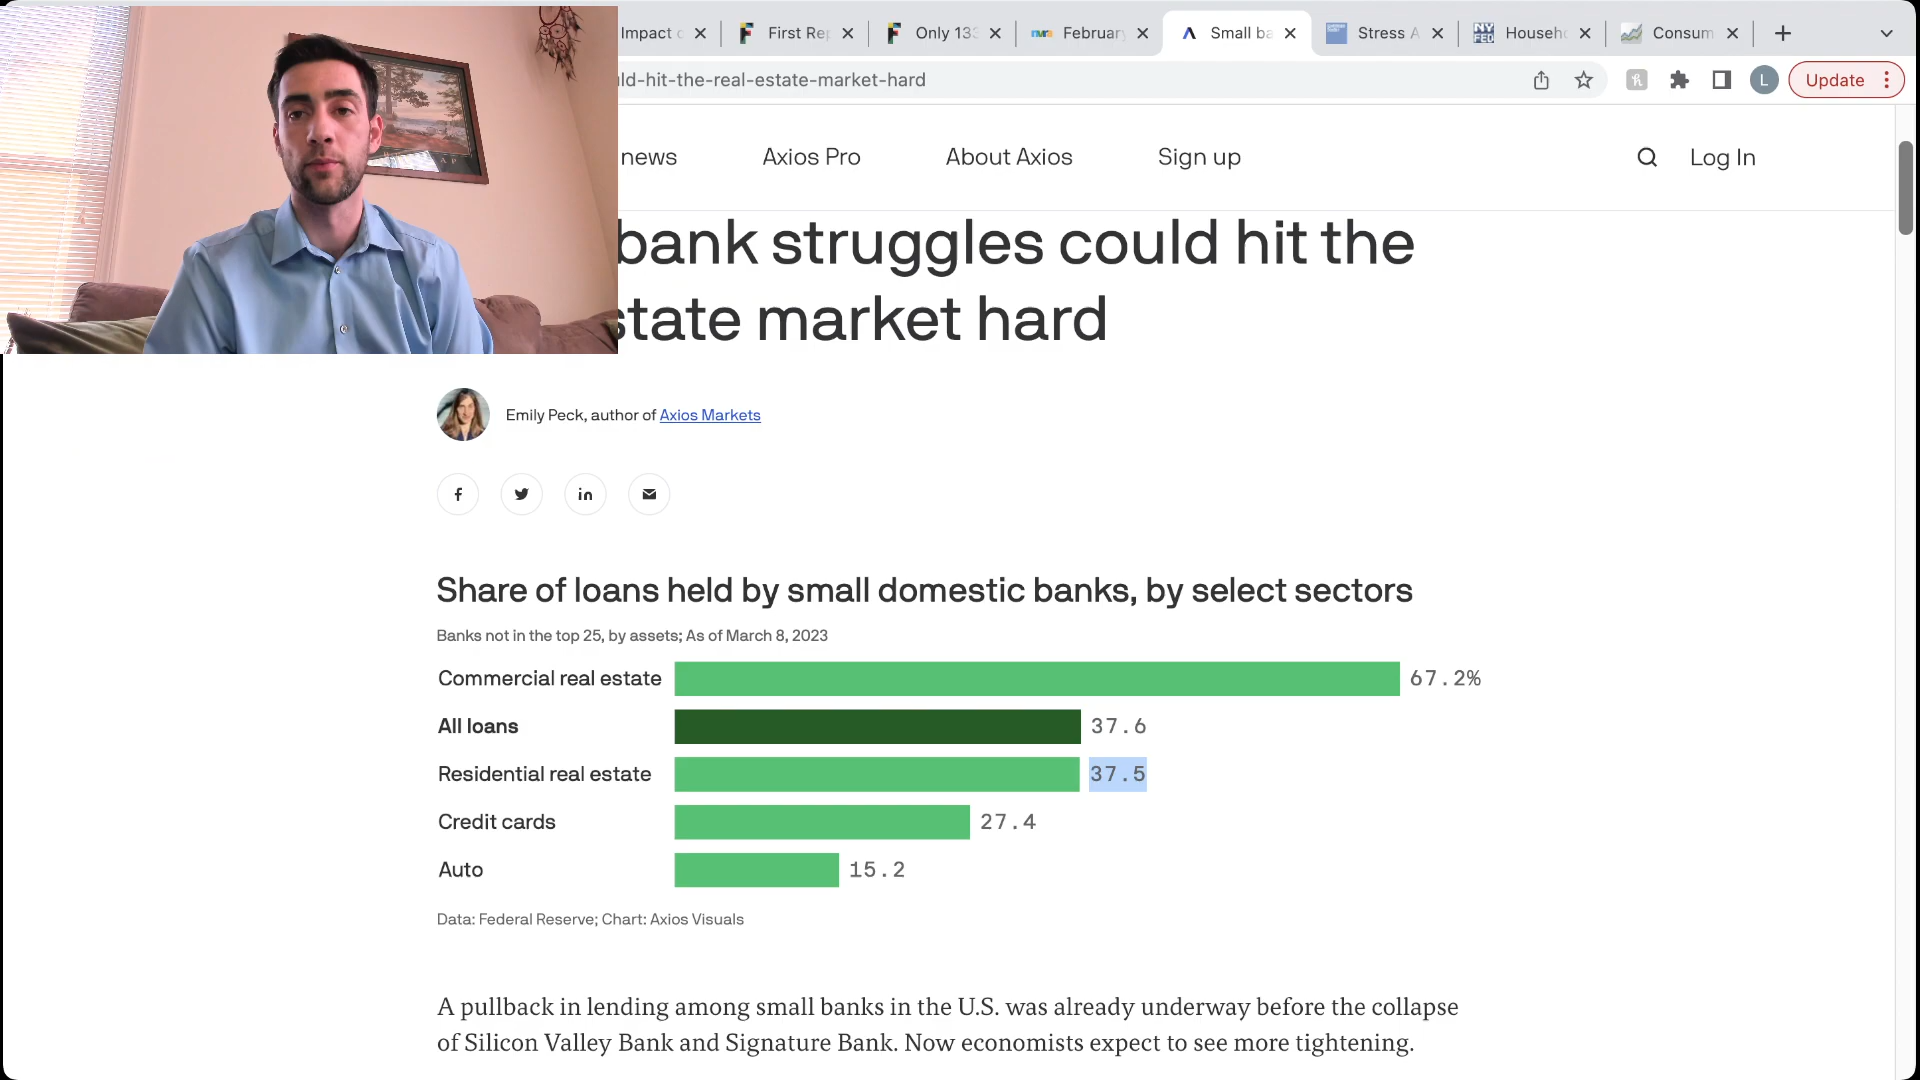 Impact
First Re
Only 133
nmn
February
Small ba
Stress A
NY
FED
Househ
Consum
ld-hit-the-real-estate-market-hard
L
Update
news
Axios Pro
About Axios
Sign up
Log In
bank struggles could hit the
state market hard
Emily Peck, author of Axios Markets
Share of loans held by small domestic banks, by select sectors
Banks not in the top 25, by assets; As of March 8, 2023
Commercial real estate 67.2%
All loans 37.6
Residential real estate 37.5
Credit cards 27.4
Auto 15.2
Data: Federal Reserve; Chart: Axios Visuals
A pullback in lending among small banks in the U.S. was already underway before the collapse
of Silicon Valley Bank and Signature Bank. Now economists expect to see more tightening.